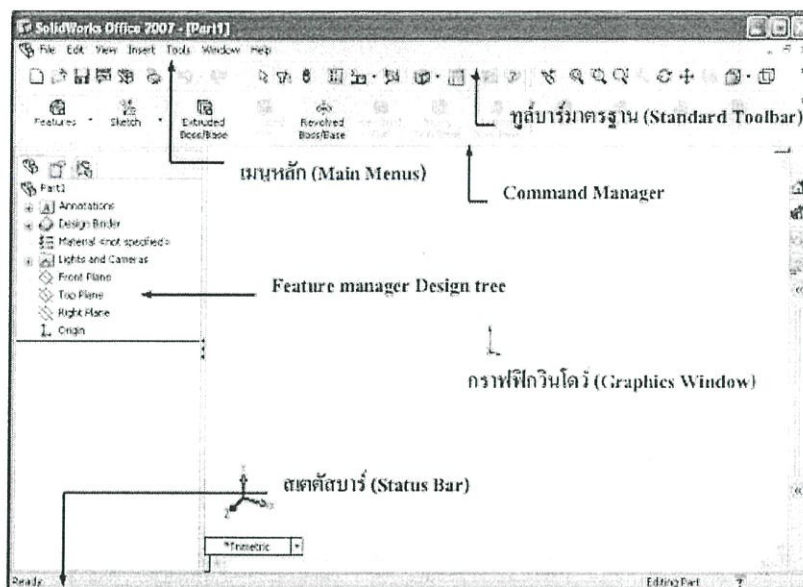 SolidWorks Office 2007 - [Part1]
File Edit View Insert Tools Window Help
Features Sketch Extruded Boss/Base Revolved Boss/Base
ทูล์บาร์มาตรฐาน (Standard Toolbar)
เมนูหลัก (Main Menus)
Command Manager
Part1
Annotations
Design Binder
Material <not specified>
Lights and Cameras
Front Plane
Feature manager Design tree
Top Plane
Right Plane
Origin
กราฟฟิกวินโดว์ (Graphics Window)
สเตตัสบาร์ (Status Bar)
*Trimetric
Ready
Editing Part